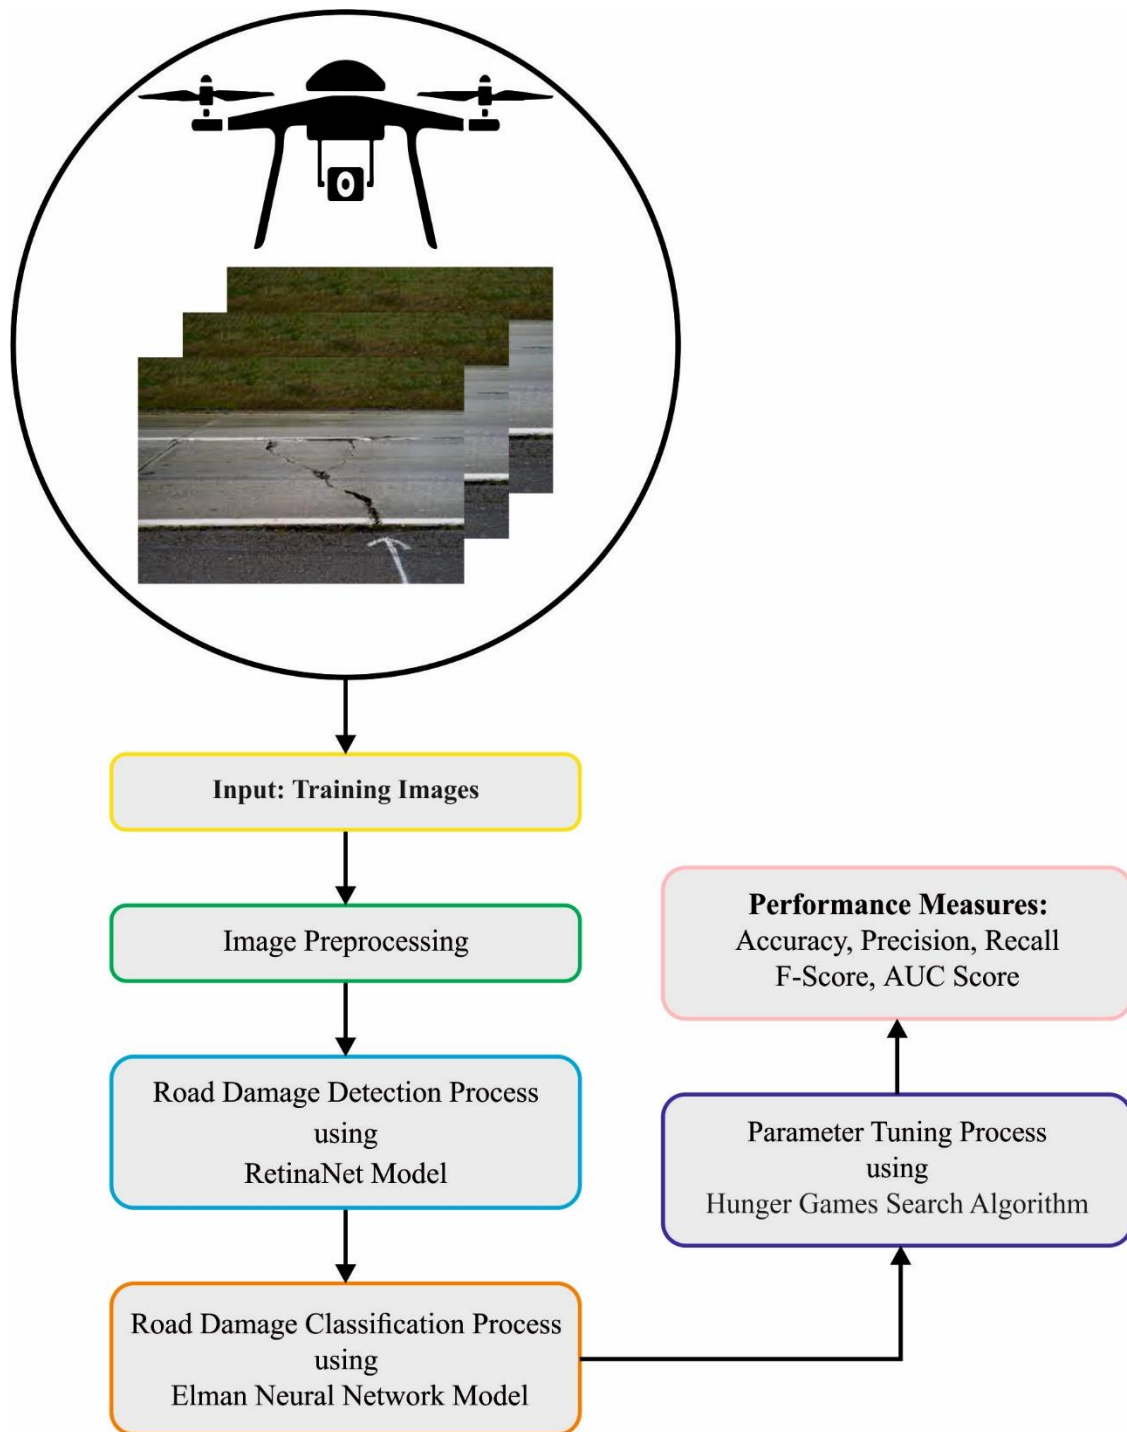 Input: Training Images
Image Preprocessing
Road Damage Detection Process
using
RetinaNet Model
Road Damage Classification Process
using
Elman Neural Network Model
Parameter Tuning Process
using
Hunger Games Search Algorithm
Performance Measures:
Accuracy, Precision, Recall
F-Score, AUC Score